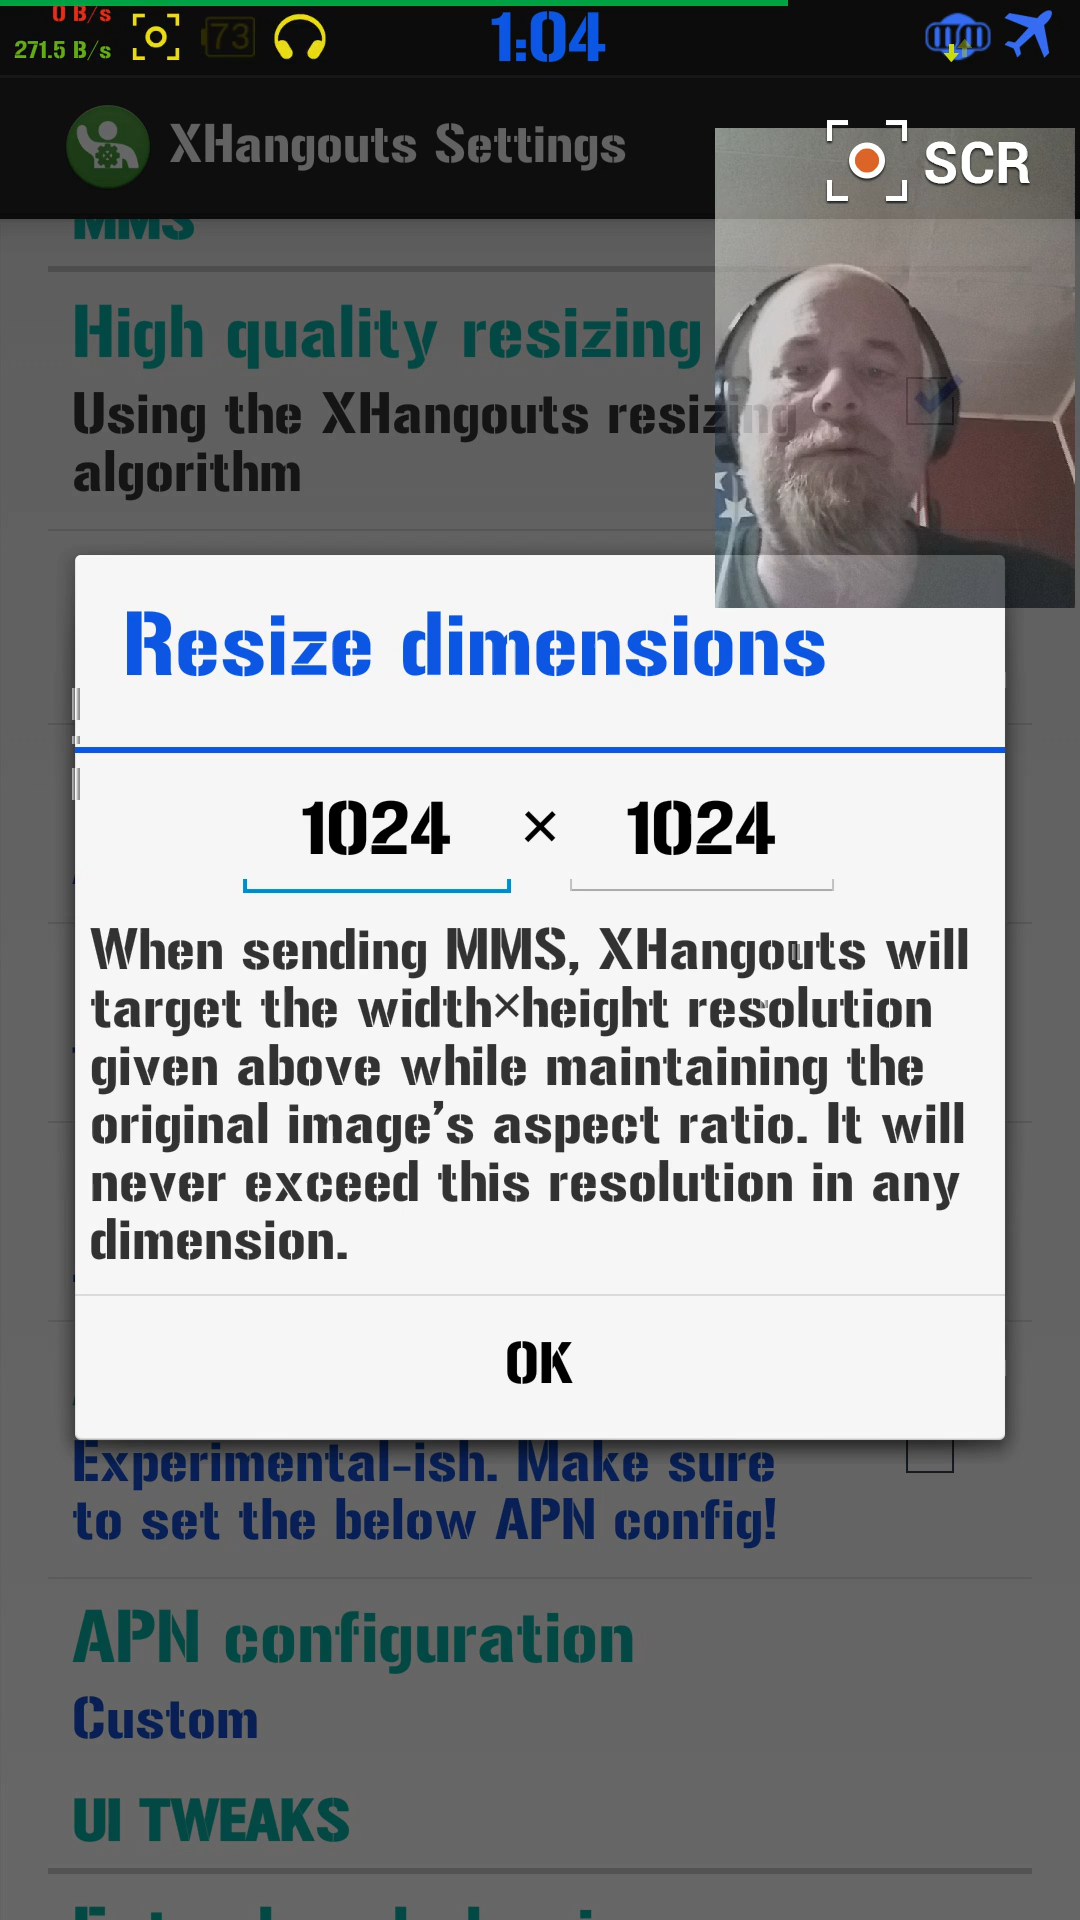 0 B/s
271.5 B/s
73
1:04
XHangouts Settings
SCR
MMS
High quality resizing
Using the XHangouts resizing
algorithm
Resize dimensions
1024 × 1024
When sending MMS, XHangouts will
target the width×height resolution
given above while maintaining the
original image's aspect ratio. It will
never exceed this resolution in any
dimension.
OK
Experimental-ish. Make sure
to set the below APN config!
APN configuration
Custom
UI TWEAKS